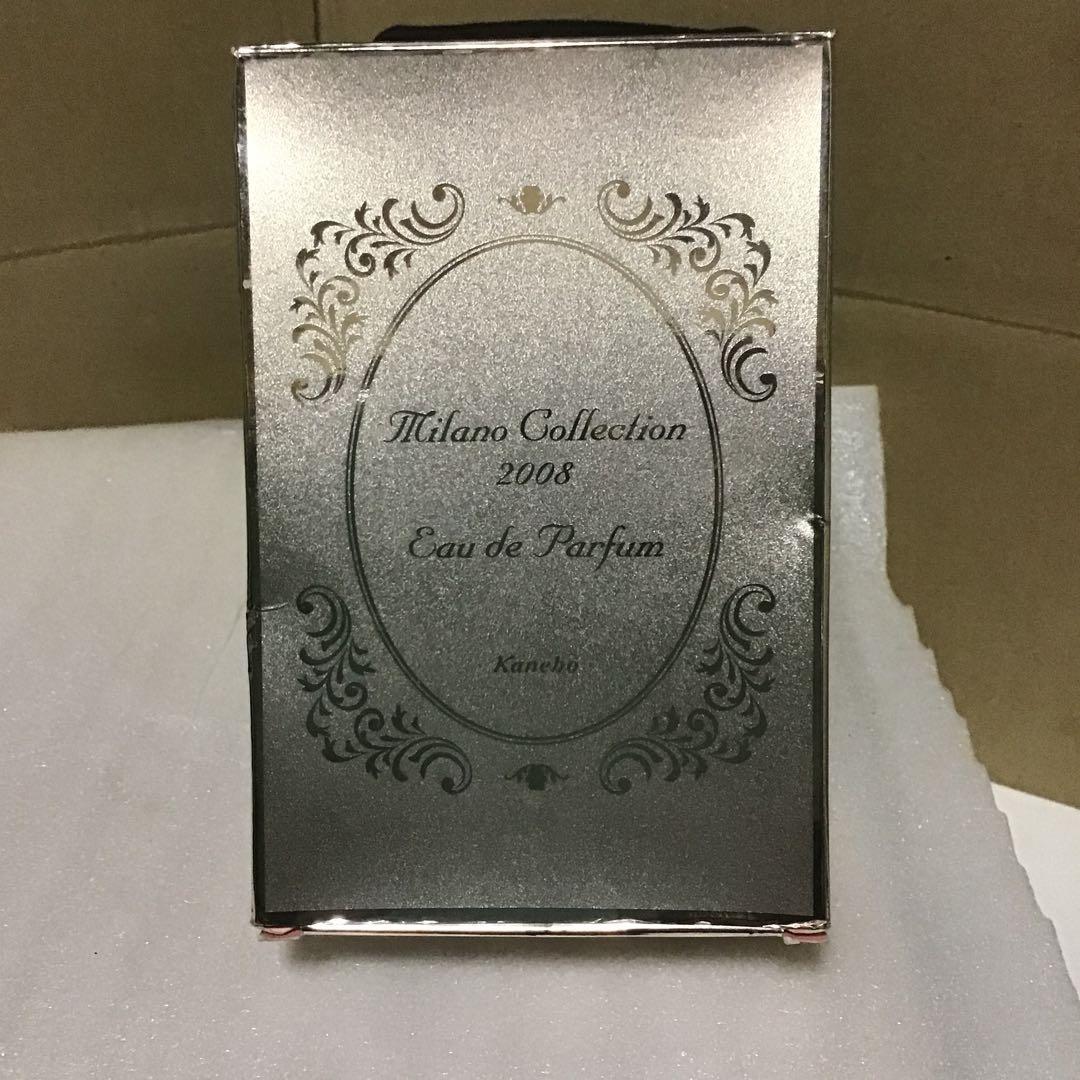 Milano Collection
2008
Eau de Parfum
Kanebo